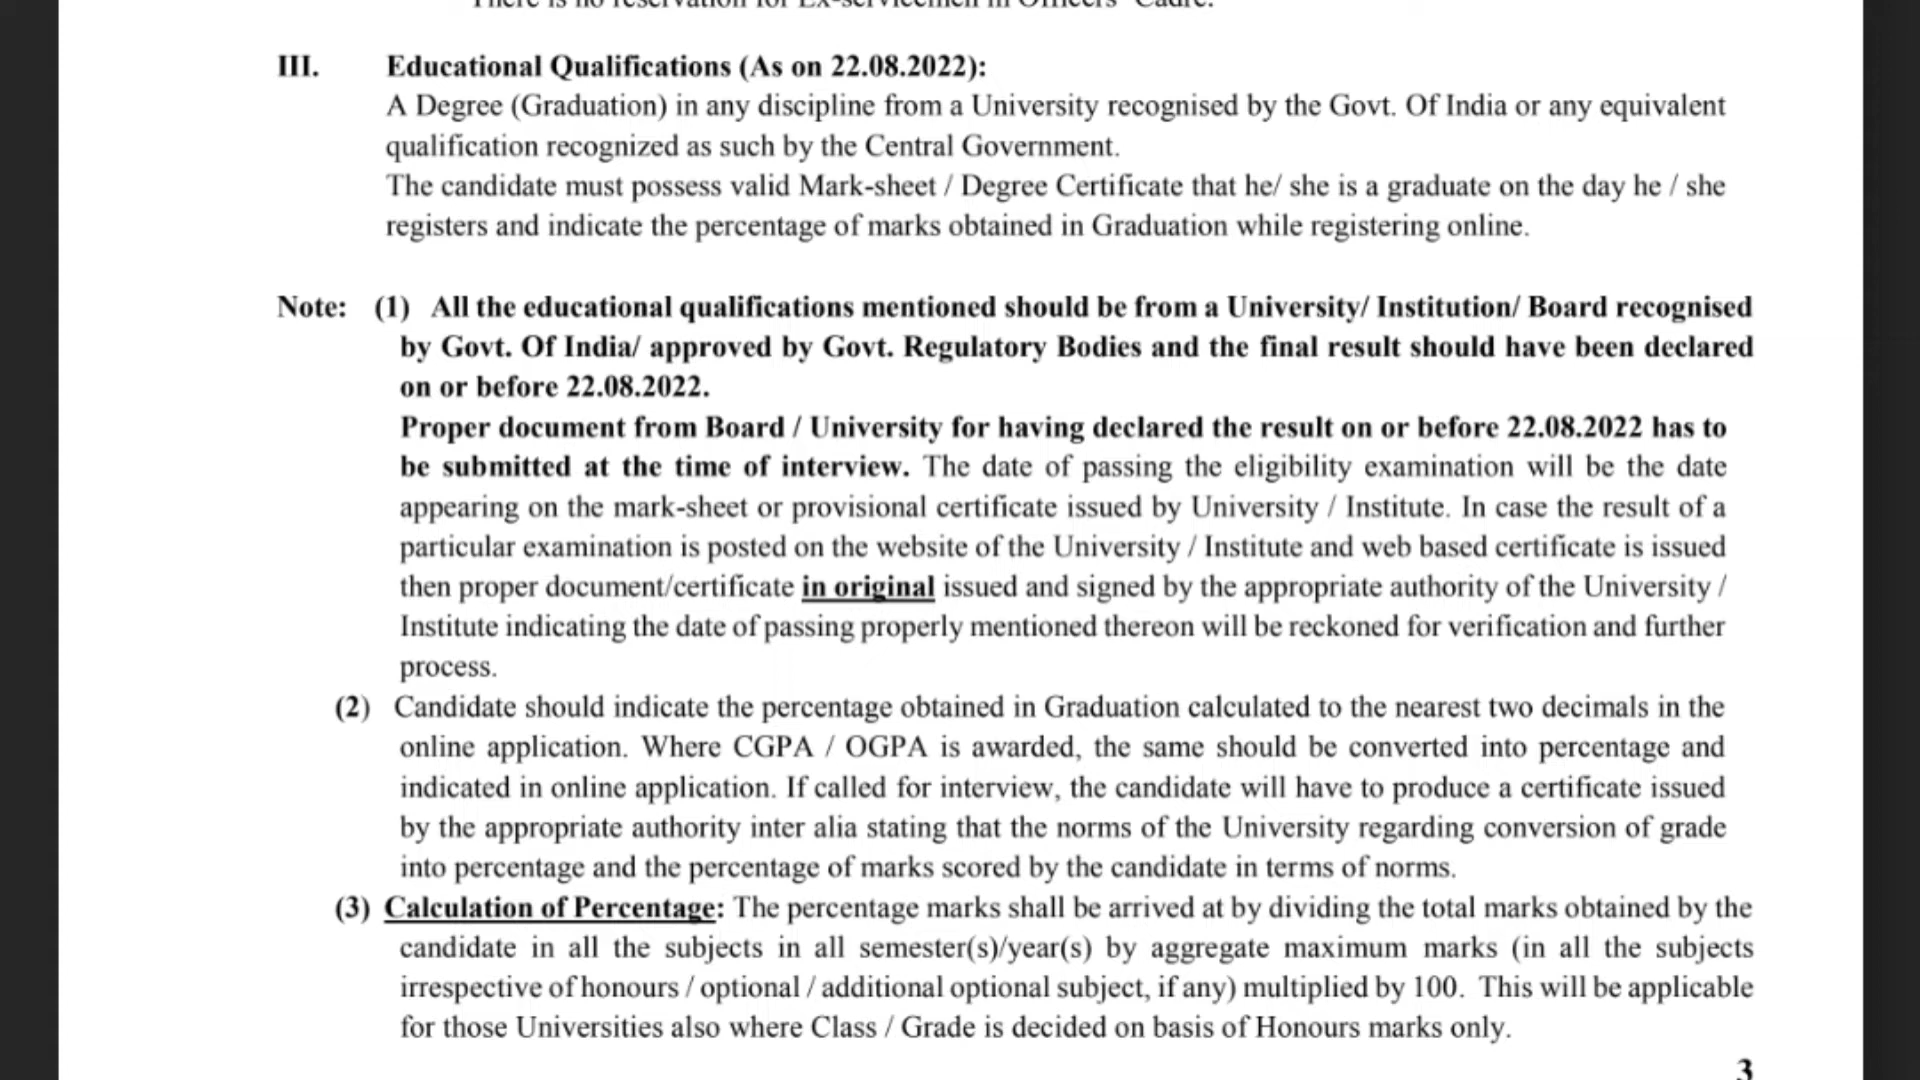 There is no reservation for Ex-servicemen in Officers' Cadre.
III. Educational Qualifications (As on 22.08.2022):
A Degree (Graduation) in any discipline from a University recognised by the Govt. Of India or any equivalent
qualification recognized as such by the Central Government.
The candidate must possess valid Mark-sheet / Degree Certificate that he/ she is a graduate on the day he / she
registers and indicate the percentage of marks obtained in Graduation while registering online.
Note: (1) All the educational qualifications mentioned should be from a University/ Institution/ Board recognised
by Govt. Of India/ approved by Govt. Regulatory Bodies and the final result should have been declared
on or before 22.08.2022.
Proper document from Board / University for having declared the result on or before 22.08.2022 has to
be submitted at the time of interview. The date of passing the eligibility examination will be the date
appearing on the mark-sheet or provisional certificate issued by University / Institute. In case the result of a
particular examination is posted on the website of the University / Institute and web based certificate is issued
then proper document/certificate in original issued and signed by the appropriate authority of the University /
Institute indicating the date of passing properly mentioned thereon will be reckoned for verification and further
process.
(2) Candidate should indicate the percentage obtained in Graduation calculated to the nearest two decimals in the
online application. Where CGPA / OGPA is awarded, the same should be converted into percentage and
indicated in online application. If called for interview, the candidate will have to produce a certificate issued
by the appropriate authority inter alia stating that the norms of the University regarding conversion of grade
into percentage and the percentage of marks scored by the candidate in terms of norms.
(3) Calculation of Percentage: The percentage marks shall be arrived at by dividing the total marks obtained by the
candidate in all the subjects in all semester(s)/year(s) by aggregate maximum marks (in all the subjects
irrespective of honours / optional / additional optional subject, if any) multiplied by 100. This will be applicable
for those Universities also where Class / Grade is decided on basis of Honours marks only.
3